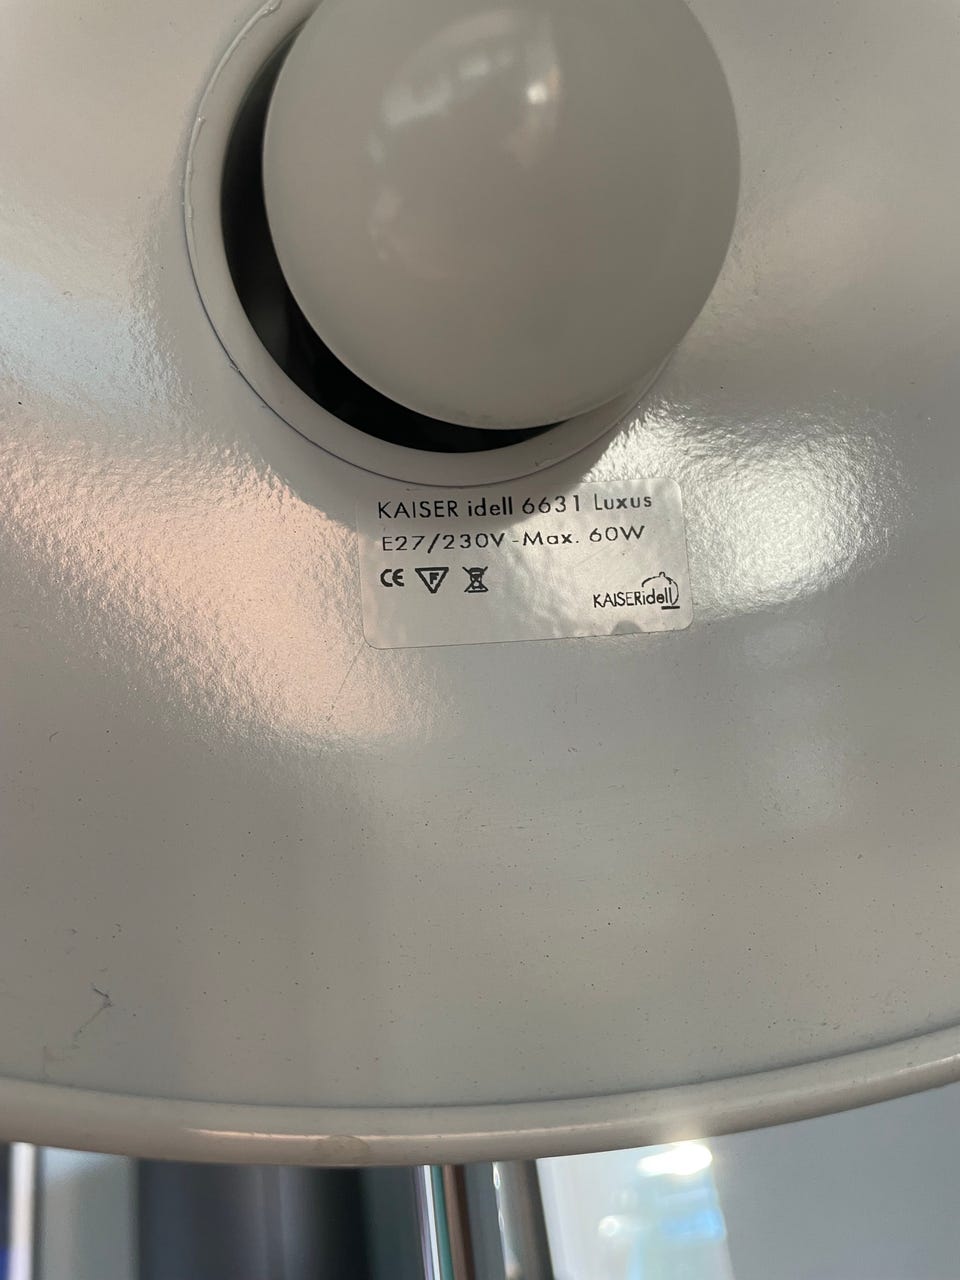 KAISER idell 6631 Luxus
E27/230V-Max. 60W
CE F
KAISERidell